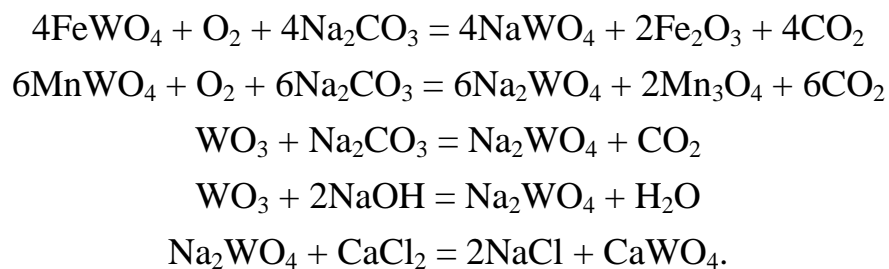 4FeWO₄ + O₂ + 4Na₂CO₃ = 4NaWO₄ + 2Fe₂O₃ + 4CO₂
6MnWO₄ + O₂ + 6Na₂CO₃ = 6Na₂WO₄ + 2Mn₃O₄ + 6CO₂
WO₃ + Na₂CO₃ = Na₂WO₄ + CO₂
WO₃ + 2NaOH = Na₂WO₄ + H₂O
Na₂WO₄ + CaCl₂ = 2NaCl + CaWO₄.